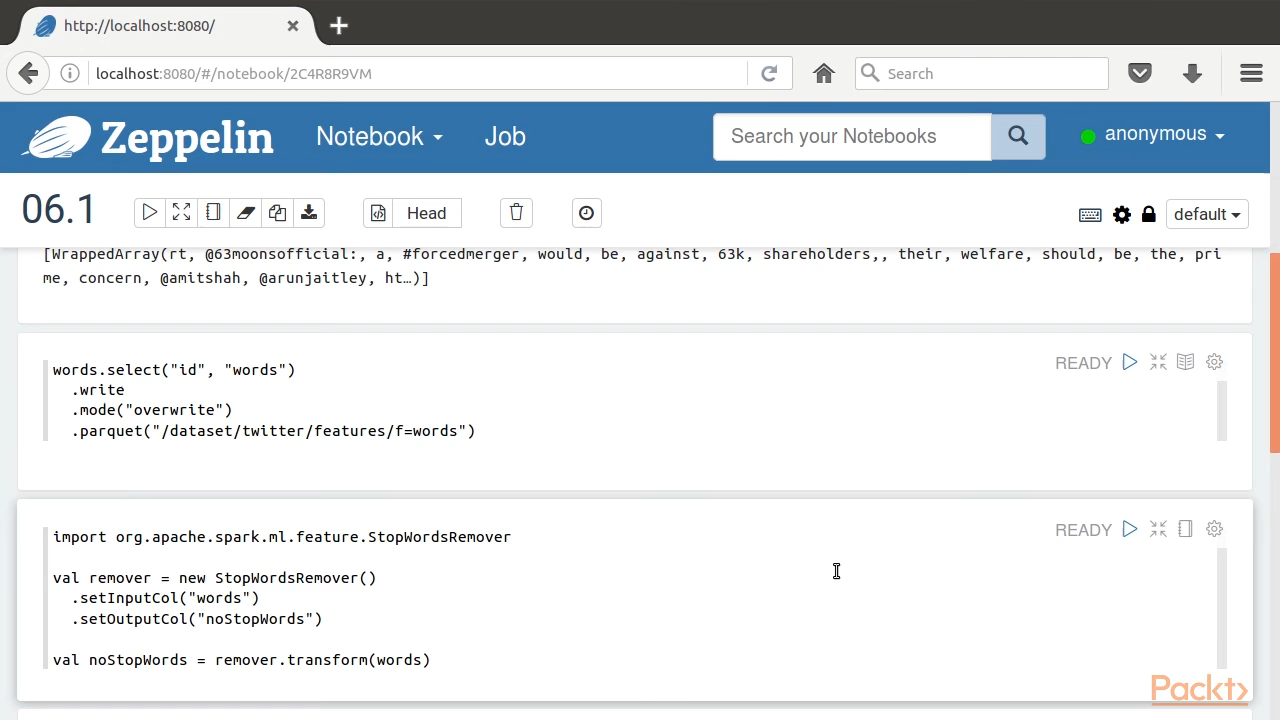 http://localhost:8080/
localhost:8080/#/notebook/2C4R8R9VM
Search
Zeppelin
Notebook
Job
Search your Notebooks
anonymous
06.1
Head
default
[WrappedArray(rt, @63moonsofficial:, a, #forcedmerger, would, be, against, 63k, shareholders,, their, welfare, should, be, the, pri
me, concern, @amitshah, @arunjaitley, ht…)]
words.select("id", "words")
.write
.mode("overwrite")
.parquet("/dataset/twitter/features/f=words")
READY
import org.apache.spark.ml.feature.StopWordsRemover
val remover = new StopWordsRemover()
.setInputCol("words")
.setOutputCol("noStopWords")
val noStopWords = remover.transform(words)
READY
Packt>